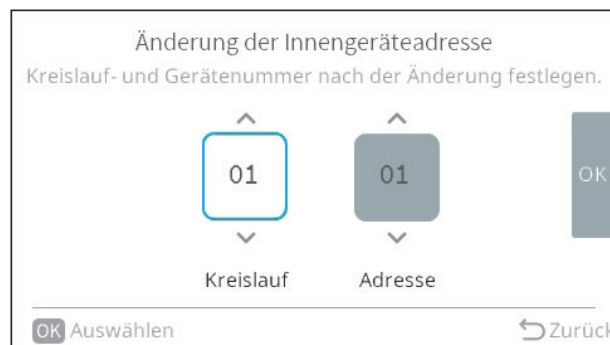 Änderung der Innengeräteadresse
Kreislauf- und Gerätenummer nach der Änderung festlegen.
01 01 OK
Kreislauf Adresse
OK Auswählen Zurück